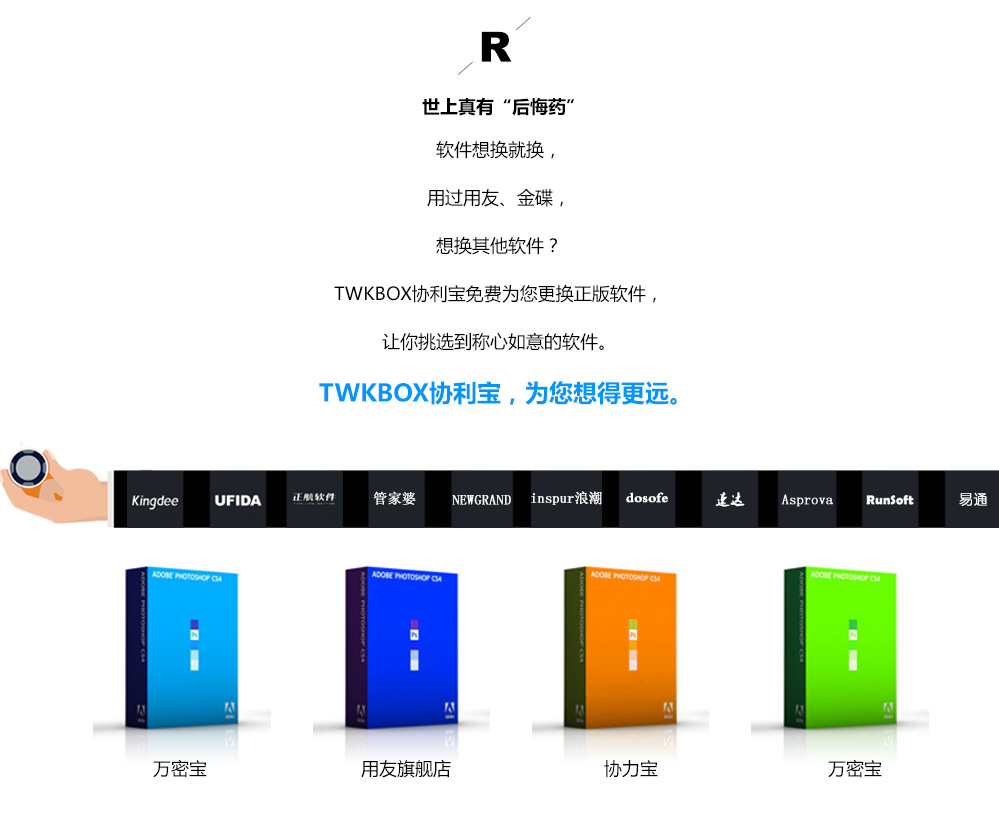 R
世上真有“后悔药”
软件想换就换，
用过用友、金碟，
想换其他软件？
TWKBOX协利宝免费为您更换正版软件，
让你挑选到称心如意的软件。
TWKBOX协利宝，为您想得更远。
Kingdee UFIDA 正航软件 管家婆 NEWGRAND inspur浪潮 dosofe 速达 Asprova RunSoft 易通
ADOBE PHOTOSHOP CS4 ADOBE PHOTOSHOP CS4 ADOBE PHOTOSHOP CS4 ADOBE PHOTOSHOP CS4
ADOBE PHOTOSHOP CS4 ADOBE PHOTOSHOP CS4 ADOBE PHOTOSHOP CS4 ADOBE PHOTOSHOP CS4
Ps Ps Ps Ps
Adobe Adobe Adobe Adobe
万密宝 用友旗舰店 协力宝 万密宝